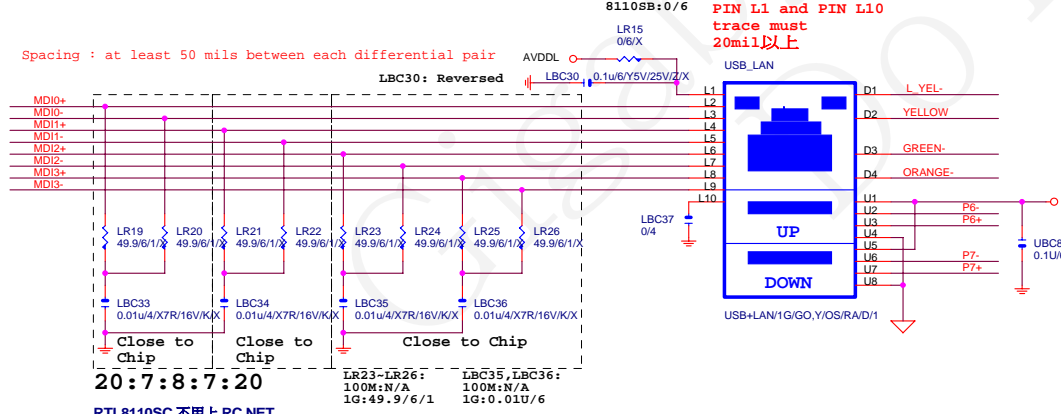 8110SB:0/6
PIN L1 and PIN L10
trace must
20mil以上
LR15
0/6/X
Spacing : at least 50 mils between each differential pair
AVDDL
USB_LAN
LBC30: Reversed
LBC30
0.1u/6/Y5V/25V/Z/X
MDI0+
MDI0-
MDI1+
MDI1-
MDI2+
MDI2-
MDI3+
MDI3-
L1
L2
L3
L4
L5
L6
L7
L8
L9
L10
D1
L_YEL-
D2
YELLOW
D3
GREEN-
D4
ORANGE-
U1
U2
P6-
U3
P6+
U4
U5
U6
P7-
U7
P7+
U8
UP
DOWN
LBC37
0/4
UBC8
0.1U/
LR19
49.9/6/1/X
LR20
49.9/6/1/X
LR21
49.9/6/1/X
LR22
49.9/6/1/X
LR23
49.9/6/1/X
LR24
49.9/6/1/X
LR25
49.9/6/1/X
LR26
49.9/6/1/X
LBC33
0.01u/4/X7R/16V/K/X
LBC34
0.01u/4/X7R/16V/K/X
LBC35
0.01u/4/X7R/16V/K/X
LBC36
0.01u/4/X7R/16V/K/X
USB+LAN/1G/GO,Y/OS/RA/D/1
Close to
Chip
Close to
Chip
Close to Chip
20:7:8:7:20
LR23~LR26:
100M:N/A
1G:49.9/6/1
LBC35,LBC36:
100M:N/A
1G:0.01U/6
RTL8110SC 不用上 RC NET